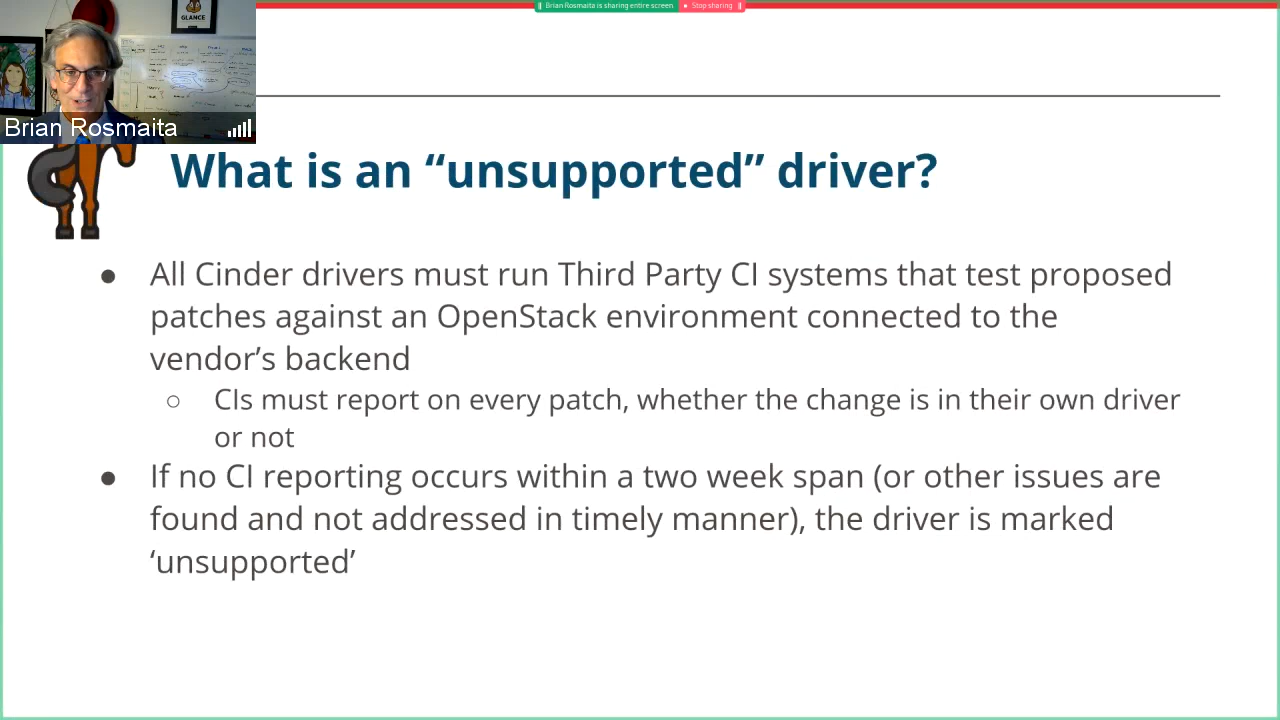 Brian Rosmaita is sharing entire screen
Stop sharing
GLANCE
Brian Rosmaita
What is an “unsupported” driver?
● All Cinder drivers must run Third Party CI systems that test proposed
patches against an OpenStack environment connected to the
vendor’s backend
○ CIs must report on every patch, whether the change is in their own driver
or not
● If no CI reporting occurs within a two week span (or other issues are
found and not addressed in timely manner), the driver is marked
‘unsupported’